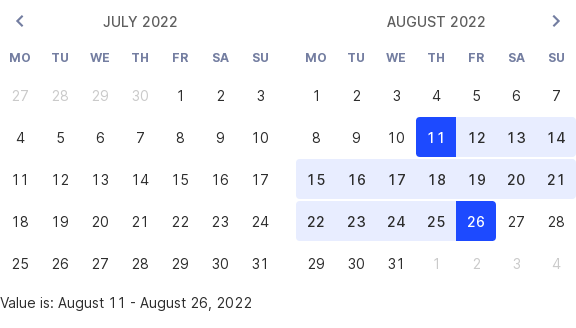 JULY 2022 AUGUST 2022
MO TU WE TH FR SA SU MO TU WE TH FR SA SU
27 28 29 30 1 2 3 1 2 3 4 5 6 7
4 5 6 7 8 9 10 8 9 10 11 12 13 14
11 12 13 14 15 16 17 15 16 17 18 19 20 21
18 19 20 21 22 23 24 22 23 24 25 26 27 28
25 26 27 28 29 30 31 29 30 31 1 2 3 4
Value is: August 11 - August 26, 2022